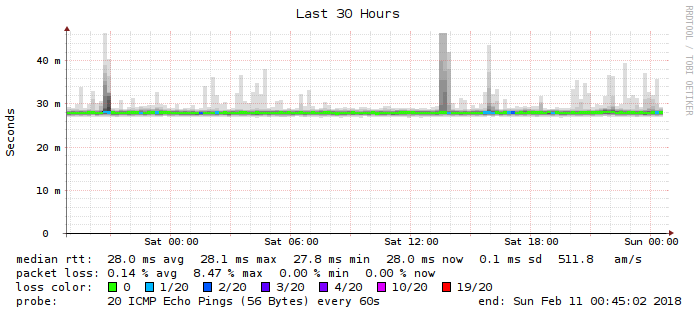 Last 30 Hours
RRDTOOL / TOBI OETIKER
Seconds
40 m
30 m
20 m
10 m
0
Sat 00:00 Sat 06:00 Sat 12:00 Sat 18:00 Sun 00:00
median rtt: 28.0 ms avg 28.1 ms max 27.8 ms min 28.0 ms now 0.1 ms sd 511.8 am/s
packet loss: 0.14 % avg 8.47 % max 0.00 % min 0.00 % now
loss color: 0 1/20 2/20 3/20 4/20 10/20 19/20
probe: 20 ICMP Echo Pings (56 Bytes) every 60s end: Sun Feb 11 00:45:02 2018